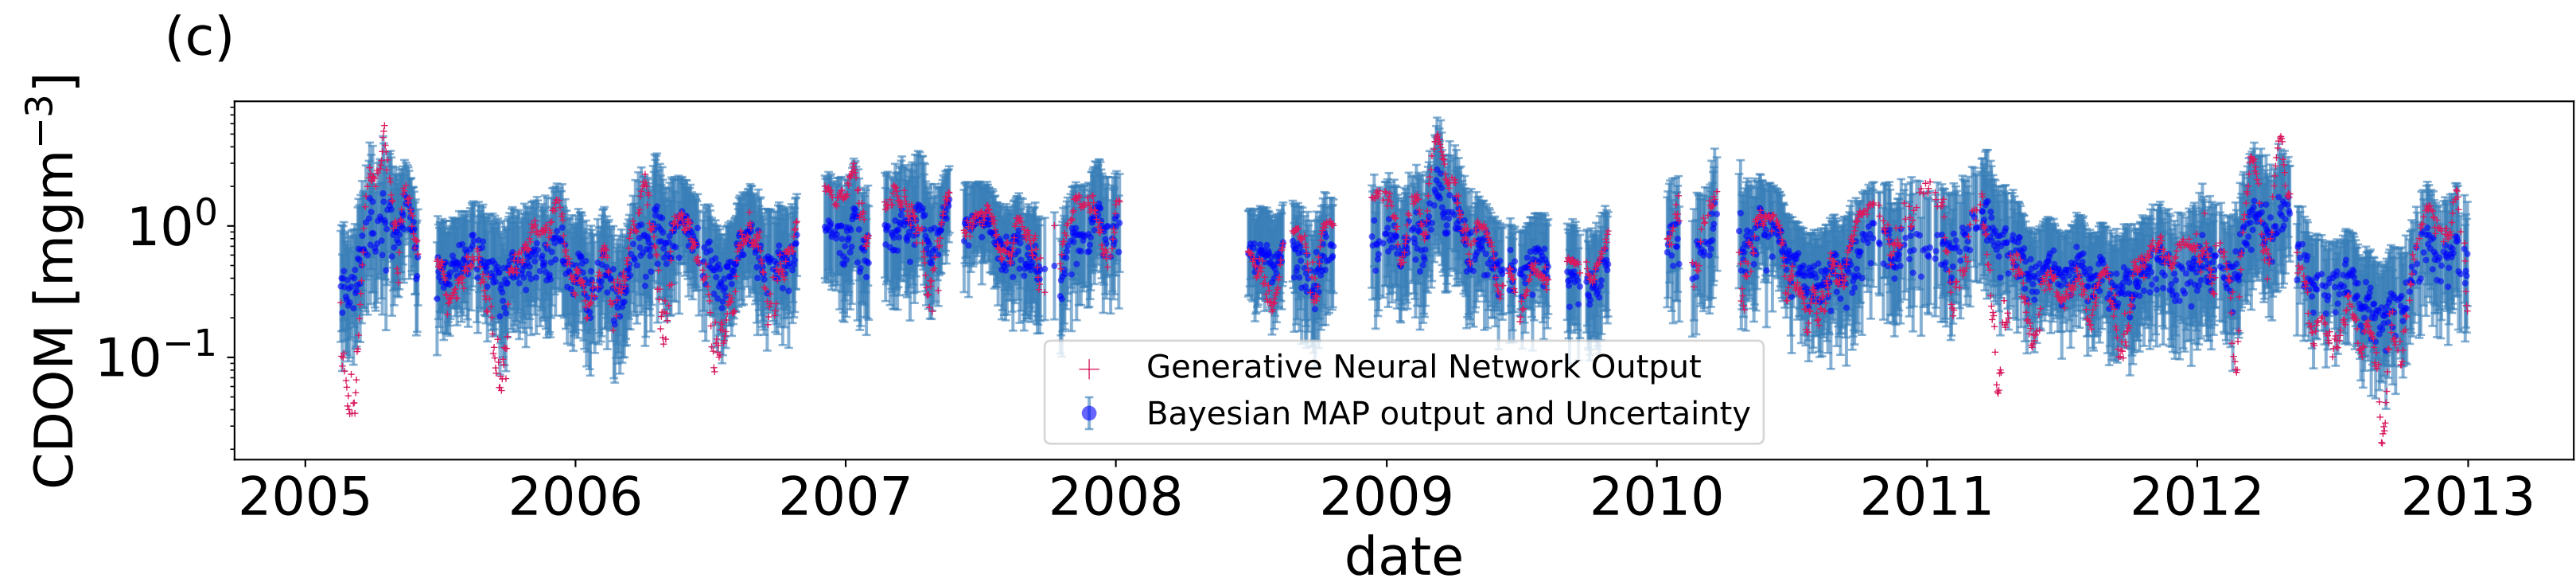 (c)
CDOM [mgm⁻³]
10⁰
10⁻¹
Generative Neural Network Output
Bayesian MAP output and Uncertainty
2005 2006 2007 2008 2009 2010 2011 2012 2013
date